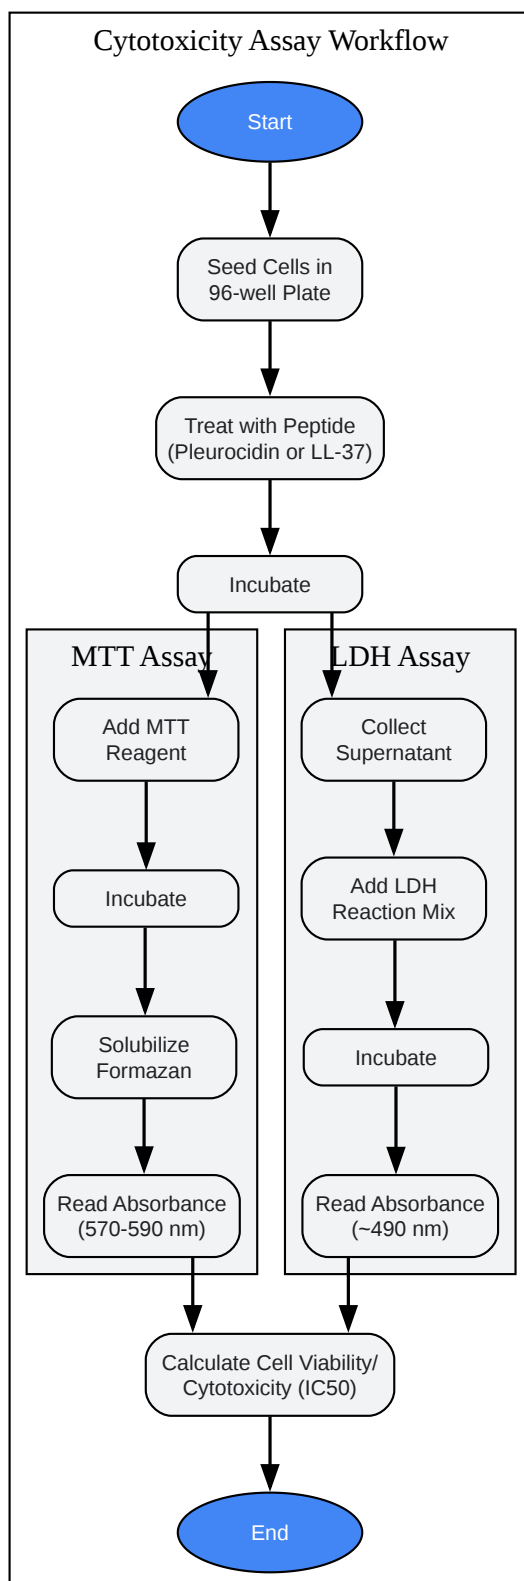 Cytotoxicity Assay Workflow
Start
Seed Cells in
96-well Plate
Treat with Peptide
(Pleurocidin or LL-37)
Incubate
MTT Assay
Add MTT
Reagent
Incubate
Solubilize
Formazan
Read Absorbance
(570-590 nm)
LDH Assay
Collect
Supernatant
Add LDH
Reaction Mix
Incubate
Read Absorbance
(~490 nm)
Calculate Cell Viability/
Cytotoxicity (IC50)
End